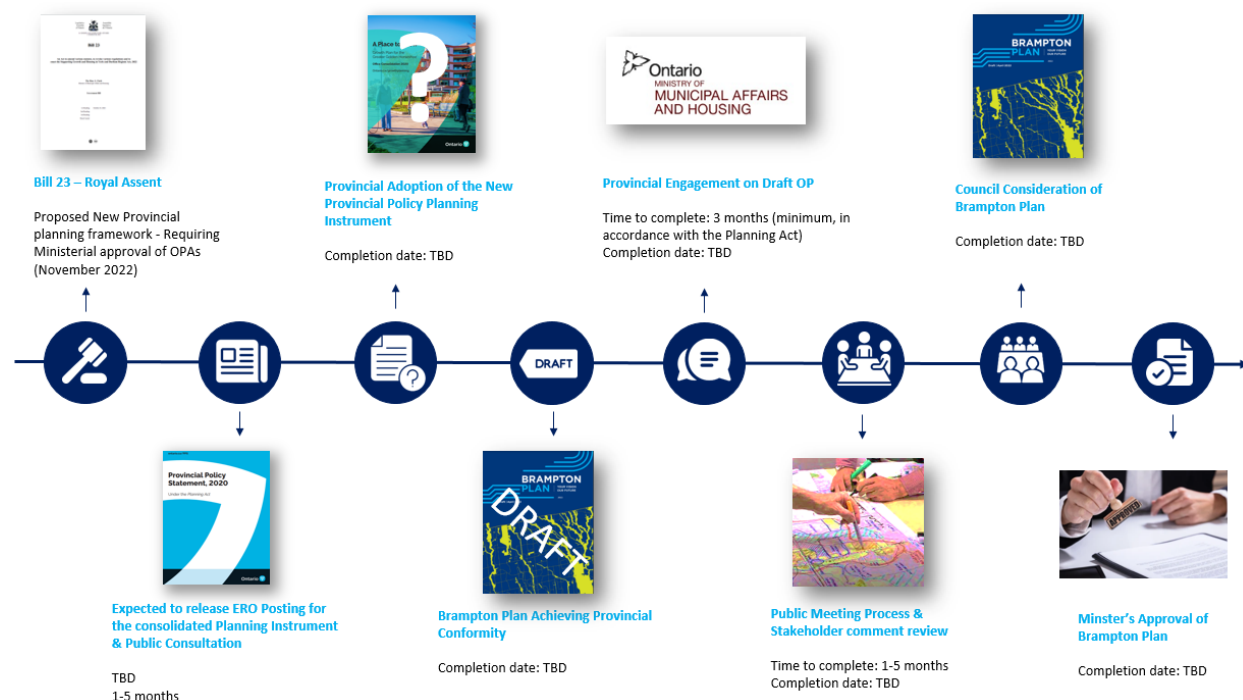 Bill 23
Bill 23 – Royal Assent
Proposed New Provincial
planning framework - Requiring
Ministerial approval of OPAs
(November 2022)
A Place to
?
Ontario
Provincial Adoption of the New
Provincial Policy Planning
Instrument
Completion date: TBD
Ontario
MINISTRY OF
MUNICIPAL AFFAIRS
AND HOUSING
Provincial Engagement on Draft OP
Time to complete: 3 months (minimum, in
accordance with the Planning Act)
Completion date: TBD
BRAMPTON
PLAN
Council Consideration of
Brampton Plan
Completion date: TBD
?
DRAFT
Provincial Policy
Statement, 2020
Under the Planning Act
Ontario
Expected to release ERO Posting for
the consolidated Planning Instrument
& Public Consultation
TBD
1-5 months
BRAMPTON
PLAN
DRAFT
Brampton Plan Achieving Provincial
Conformity
Completion date: TBD
Public Meeting Process &
Stakeholder comment review
Time to complete: 1-5 months
Completion date: TBD
APPROVED
Minster's Approval of
Brampton Plan
Completion date: TBD